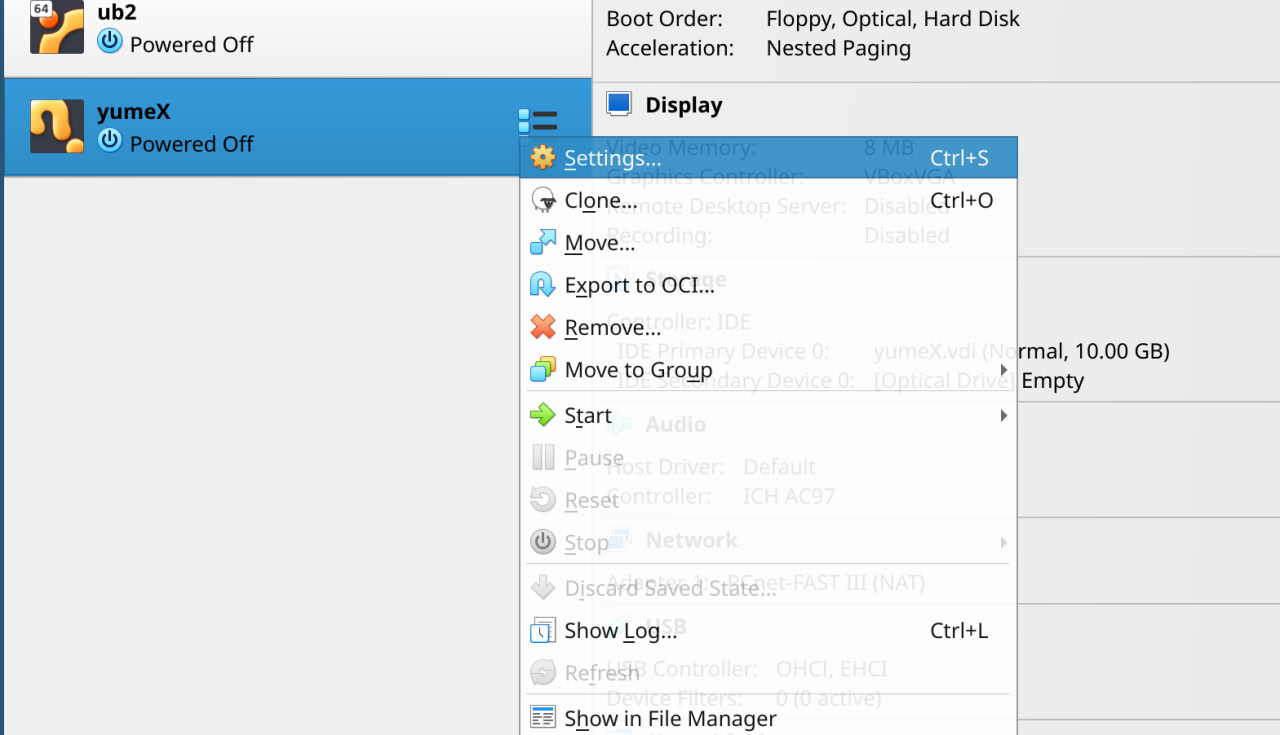 64
ub2
Powered Off
yumeX
Powered Off
Boot Order: Floppy, Optical, Hard Disk
Acceleration: Nested Paging
Display
Video Memory: 8 MB
Settings... Ctrl+S
Graphics Controller: VBoxVGA
Clone... Ctrl+O
Remote Desktop Server: Disabled
Recording: Disabled
Move...
Storage
Export to OCI...
Controller: IDE
Remove...
IDE Primary Device 0: yumeX.vdi (Normal, 10.00 GB)
Move to Group
IDE Secondary Device 0: [Optical Drive] Empty
Start
Audio
Pause
Host Driver: Default
Controller: ICH AC97
Reset
Stop
Network
Adapter 1: PCnet-FAST III (NAT)
Discard Saved State...
USB
Show Log... Ctrl+L
USB Controller: OHCI, EHCI
Refresh
Device Filters: 0 (0 active)
Show in File Manager